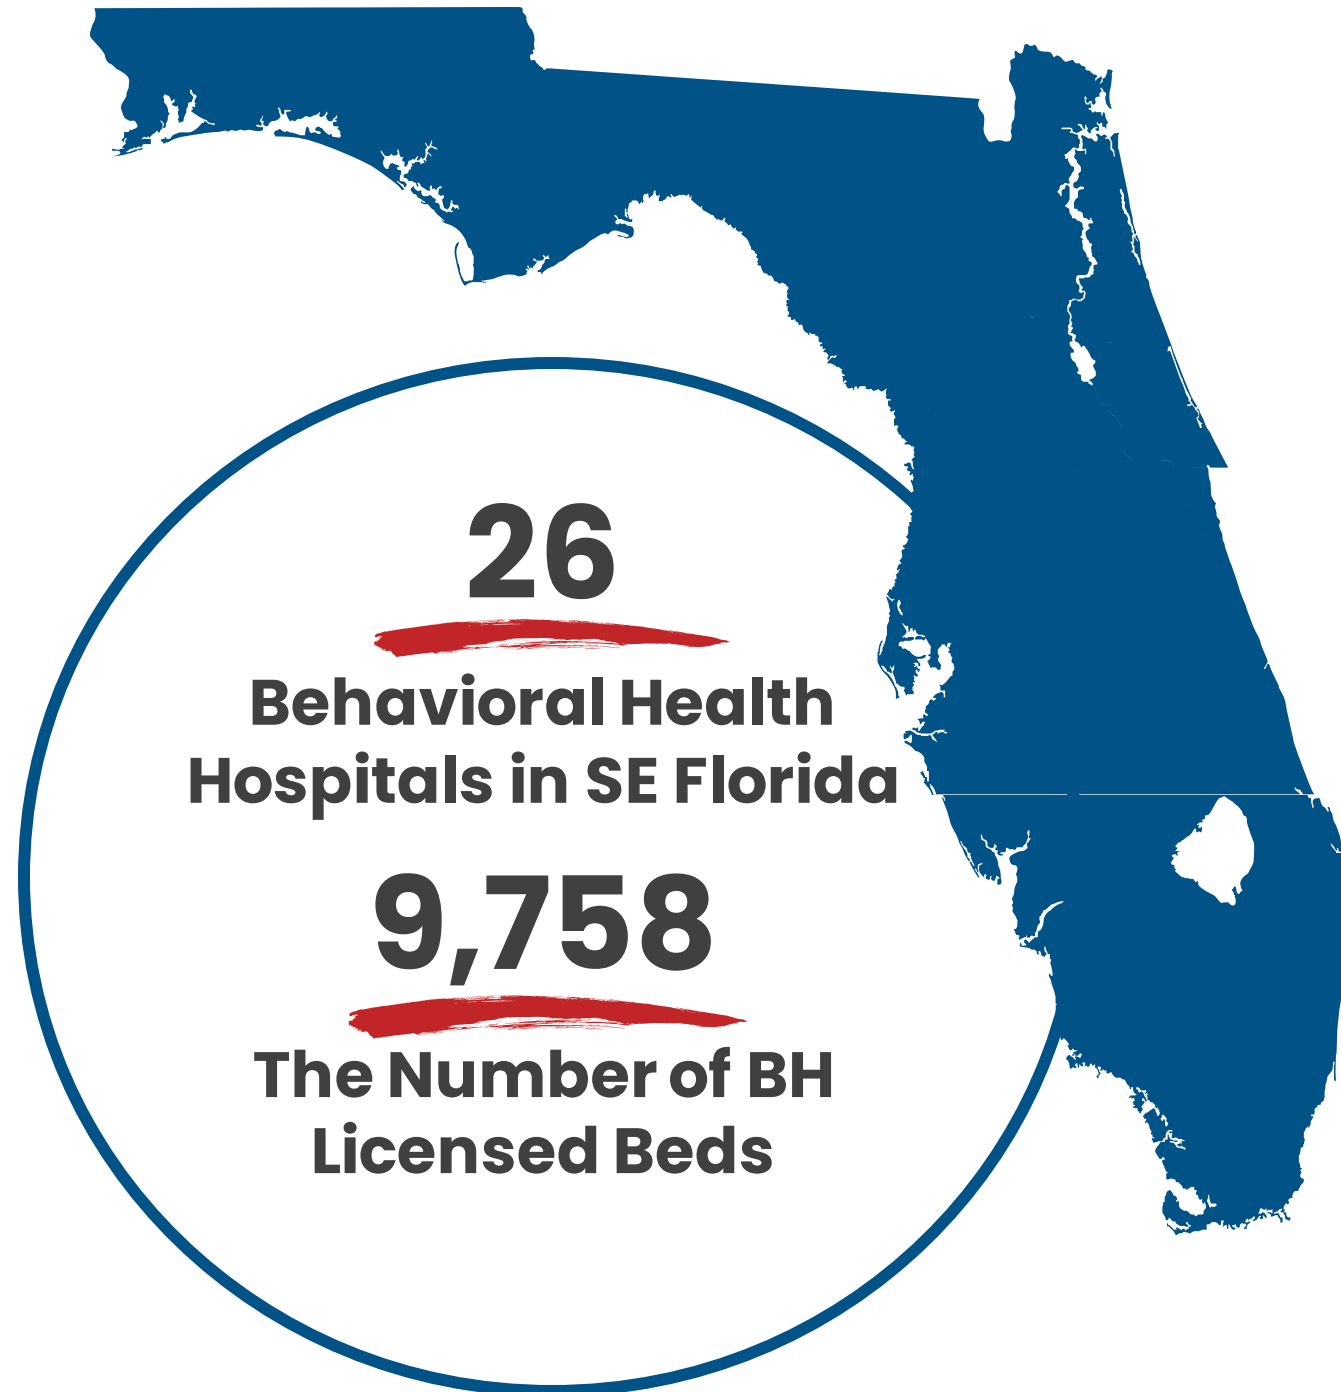 26
Behavioral Health
Hospitals in SE Florida
9,758
The Number of BH
Licensed Beds